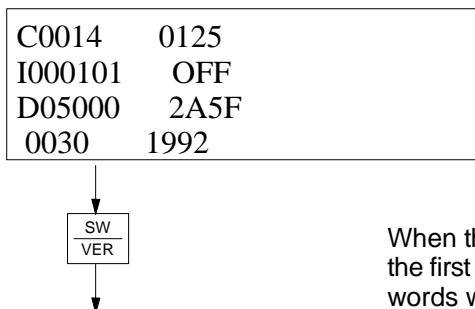 C0014 0125
I000101 OFF
D05000 2A5F
0030 1992
SW
VER
When
the first
words